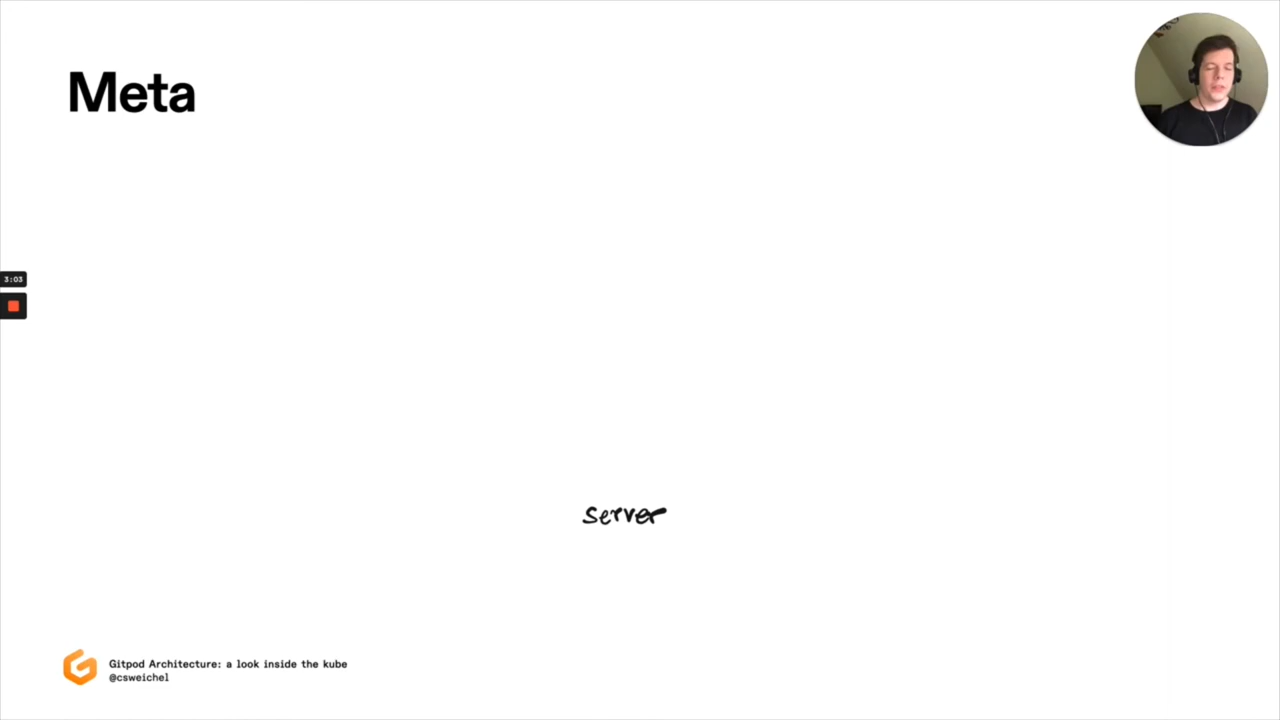 Meta
3:03
server
Gitpod Architecture: a look inside the kube
@csweichel